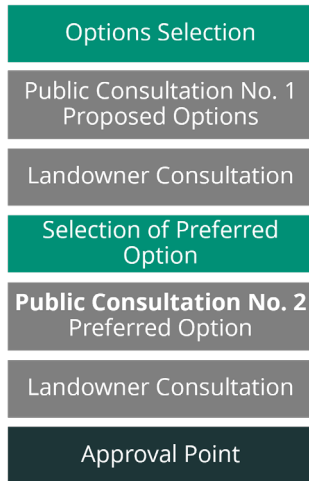 Options Selection
Public Consultation No. 1
Proposed Options
Landowner Consultation
Selection of Preferred
Option
Public Consultation No. 2
Preferred Option
Landowner Consultation
Approval Point